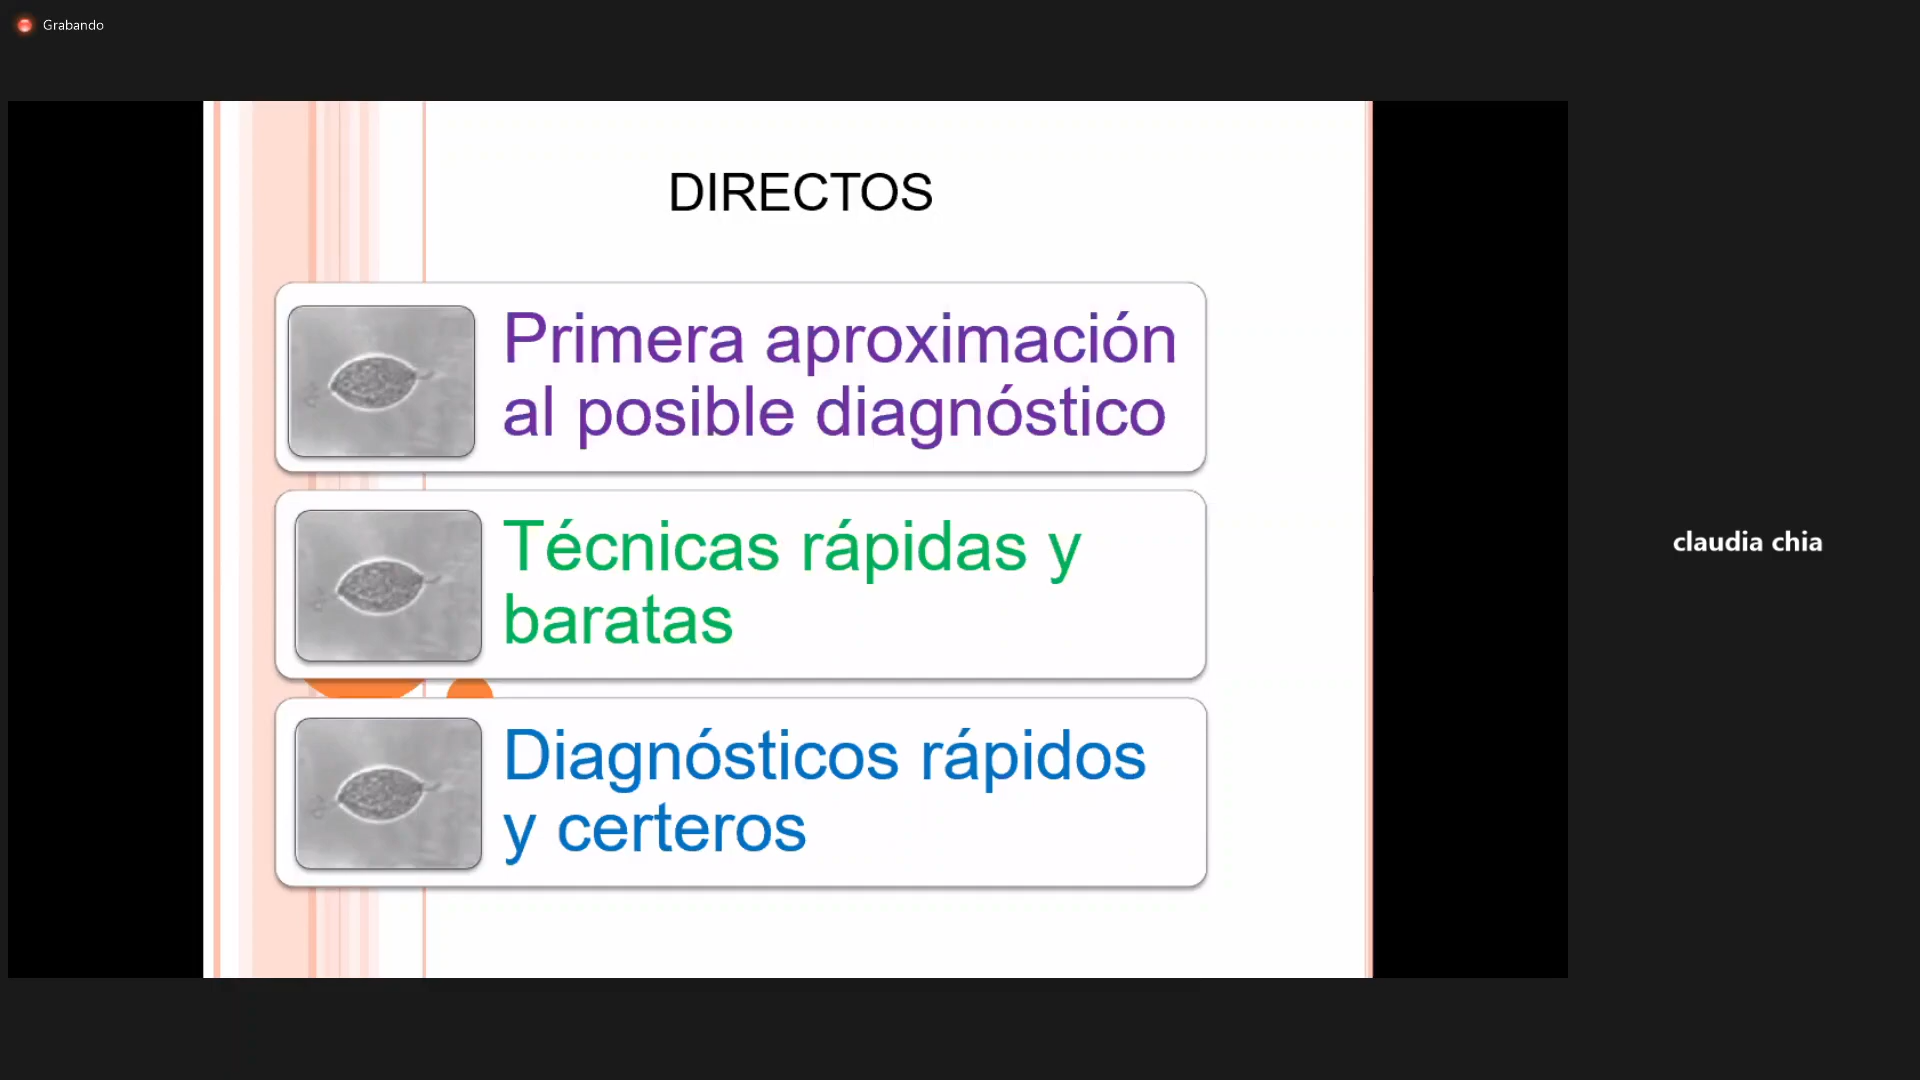 Grabando
DIRECTOS
Primera aproximación
al posible diagnóstico
Técnicas rápidas y
baratas
Diagnósticos rápidos
y certeros
claudia chia